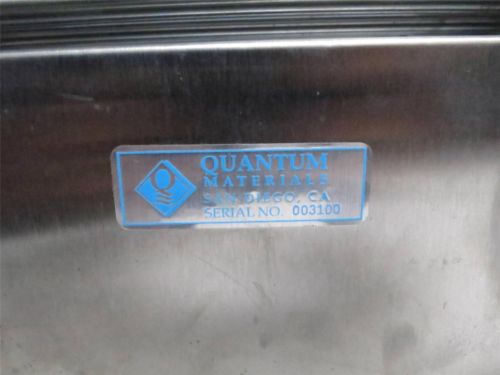 QUANTUM
MATERIALS
SAN DIEGO, CA
SERIAL NO. 003100